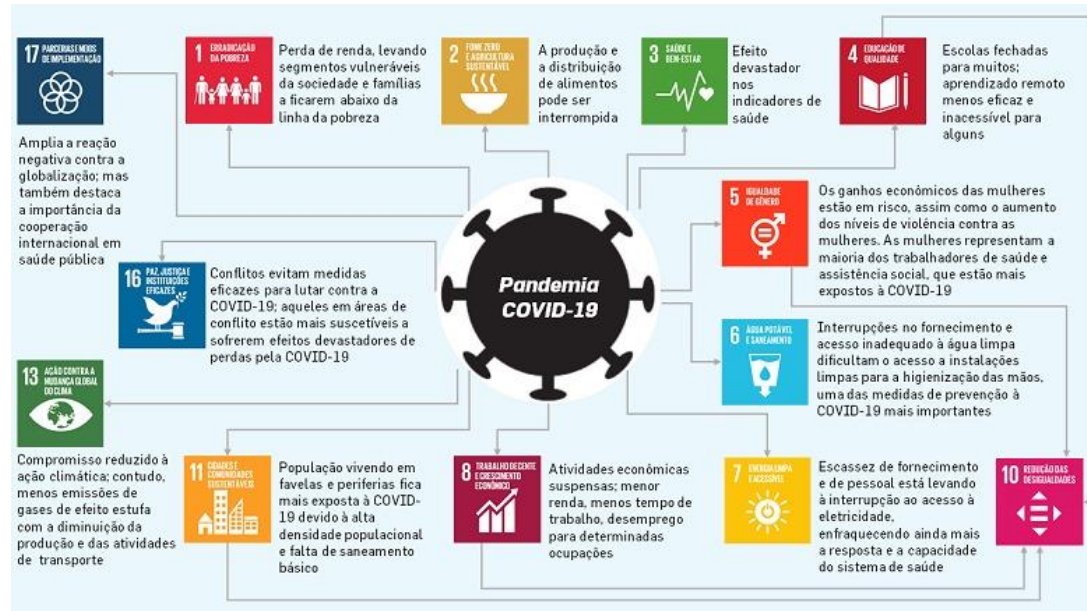 17 PARCERIAS E MEIOS
DE IMPLEMENTAÇÃO
Amplia a reação
negativa contra a
globalização; mas
também destaca
a importância da
cooperação
internacional em
saúde pública
1 ERRADICAÇÃO
DA POBREZA
Perda de renda, levando
segmentos vulneráveis
da sociedade e famílias
a ficarem abaixo da
linha da pobreza
2 FOME ZERO
E AGRICULTURA
SUSTENTÁVEL
A produção e
a distribuição
de alimentos
pode ser
interrompida
3 SAÚDE E
BEM-ESTAR
Efeito
devastador
nos
indicadores de
saúde
4 EDUCAÇÃO DE
QUALIDADE
Escolas fechadas
para muitos;
aprendizado remoto
menos eficaz e
inacessível para
alguns
5 IGUALDADE
DE GÊNERO
Os ganhos econômicos das mulheres
estão em risco, assim como o aumento
dos níveis de violência contra as
mulheres. As mulheres representam a
maioria dos trabalhadores de saúde e
assistência social, que estão mais
expostos à COVID-19
16 PAZ, JUSTIÇA E
INSTITUIÇÕES
EFICAZES
Conflitos evitam medidas
eficazes para lutar contra a
COVID-19; aqueles em áreas de
conflito estão mais suscetíveis a
sofrerem efeitos devastadores de
perdas pela COVID-19
Pandemia
COVID-19
6 ÁGUA POTÁVEL
E SANEAMENTO
Interrupções no fornecimento e
acesso inadequado à água limpa
dificultam o acesso a instalações
limpas para a higienização das mãos,
uma das medidas de prevenção à
COVID-19 mais importantes
13 AÇÃO CONTRA A
MUDANÇA GLOBAL
DO CLIMA
Compromisso reduzido à
ação climática; contudo,
menos emissões de
gases de efeito estufa
com a diminuição da
produção e das atividades
de transporte
11 CIDADES E
COMUNIDADES
SUSTENTÁVEIS
População vivendo em
favelas e periferias fica
mais exposta à COVID-
19 devido à alta
densidade populacional
e falta de saneamento
básico
8 TRABALHO DECENTE
E CRESCIMENTO
ECONÔMICO
Atividades econômicas
suspensas; menor
renda, menos tempo de
trabalho, desemprego
para determinadas
ocupações
7 ENERGIA LIMPA
E ACESSÍVEL
Escassez de fornecimento
e de pessoal está levando
à interrupção ao acesso à
eletricidade,
enfraquecendo ainda mais
a resposta e a capacidade
do sistema de saúde
10 REDUÇÃO DAS
DESIGUALDADES